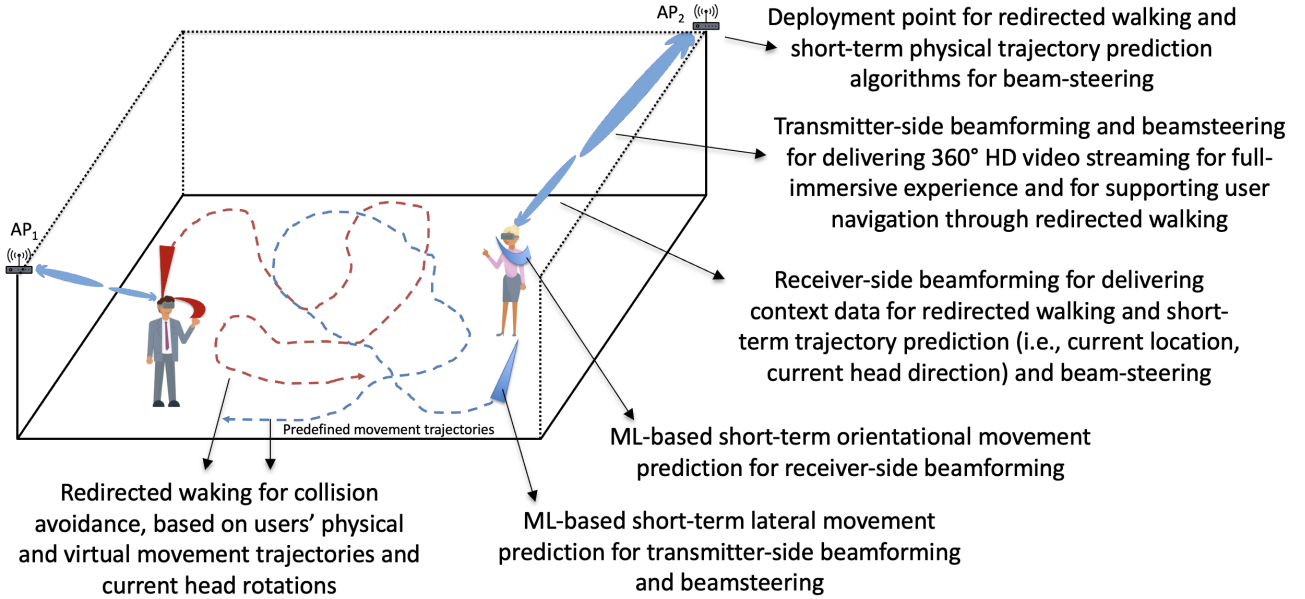 AP₂
Deployment point for redirected walking and
short-term physical trajectory prediction
algorithms for beam-steering
Transmitter-side beamforming and beamsteering
for delivering 360° HD video streaming for full-
immersive experience and for supporting user
navigation through redirected walking
AP₁
Receiver-side beamforming for delivering
context data for redirected walking and short-
term trajectory prediction (i.e., current location,
current head direction) and beam-steering
Predefined movement trajectories
ML-based short-term orientational movement
prediction for receiver-side beamforming
Redirected waking for collision
avoidance, based on users’ physical
and virtual movement trajectories and
current head rotations
ML-based short-term lateral movement
prediction for transmitter-side beamforming
and beamsteering